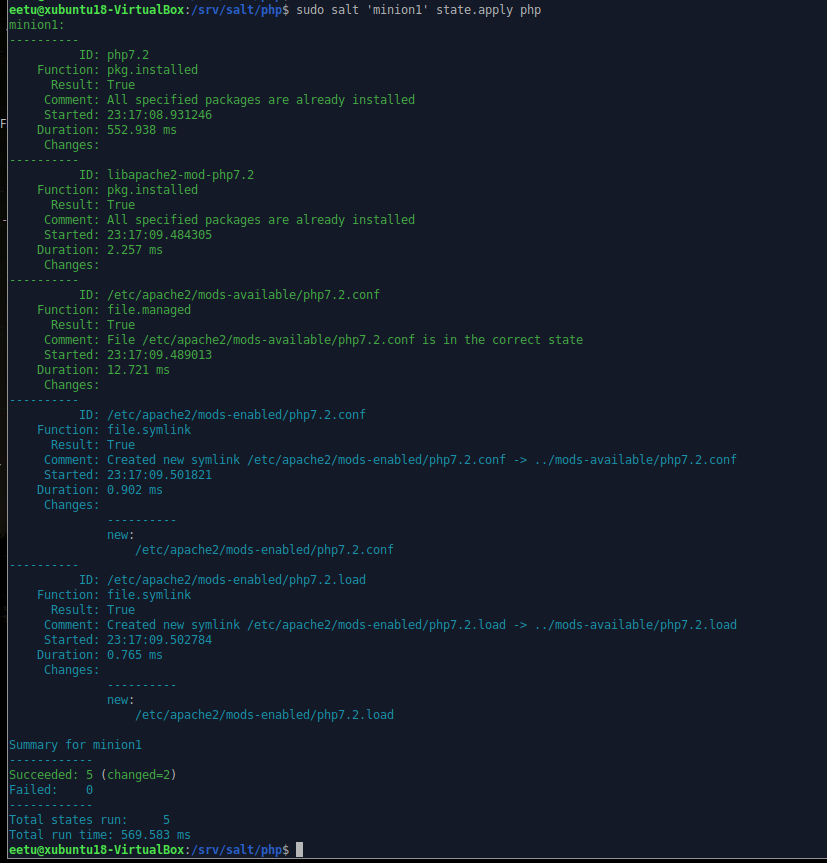 eetu@xubuntu18-VirtualBox:/srv/salt/php$ sudo salt 'minion1' state.apply php
minion1:
----------
          ID: php7.2
    Function: pkg.installed
      Result: True
     Comment: All specified packages are already installed
     Started: 23:17:08.931246
    Duration: 552.938 ms
     Changes:
----------
          ID: libapache2-mod-php7.2
    Function: pkg.installed
      Result: True
     Comment: All specified packages are already installed
     Started: 23:17:09.484305
    Duration: 2.257 ms
     Changes:
----------
          ID: /etc/apache2/mods-available/php7.2.conf
    Function: file.managed
      Result: True
     Comment: File /etc/apache2/mods-available/php7.2.conf is in the correct state
     Started: 23:17:09.489013
    Duration: 12.721 ms
     Changes:
----------
          ID: /etc/apache2/mods-enabled/php7.2.conf
    Function: file.symlink
      Result: True
     Comment: Created new symlink /etc/apache2/mods-enabled/php7.2.conf -> ../mods-available/php7.2.conf
     Started: 23:17:09.501821
    Duration: 0.902 ms
     Changes:
              ----------
              new:
                  /etc/apache2/mods-enabled/php7.2.conf
----------
          ID: /etc/apache2/mods-enabled/php7.2.load
    Function: file.symlink
      Result: True
     Comment: Created new symlink /etc/apache2/mods-enabled/php7.2.load -> ../mods-available/php7.2.load
     Started: 23:17:09.502784
    Duration: 0.765 ms
     Changes:
              ----------
              new:
                  /etc/apache2/mods-enabled/php7.2.load

Summary for minion1
------------
Succeeded: 5 (changed=2)
Failed:    0
------------
Total states run:     5
Total run time: 569.583 ms
eetu@xubuntu18-VirtualBox:/srv/salt/php$